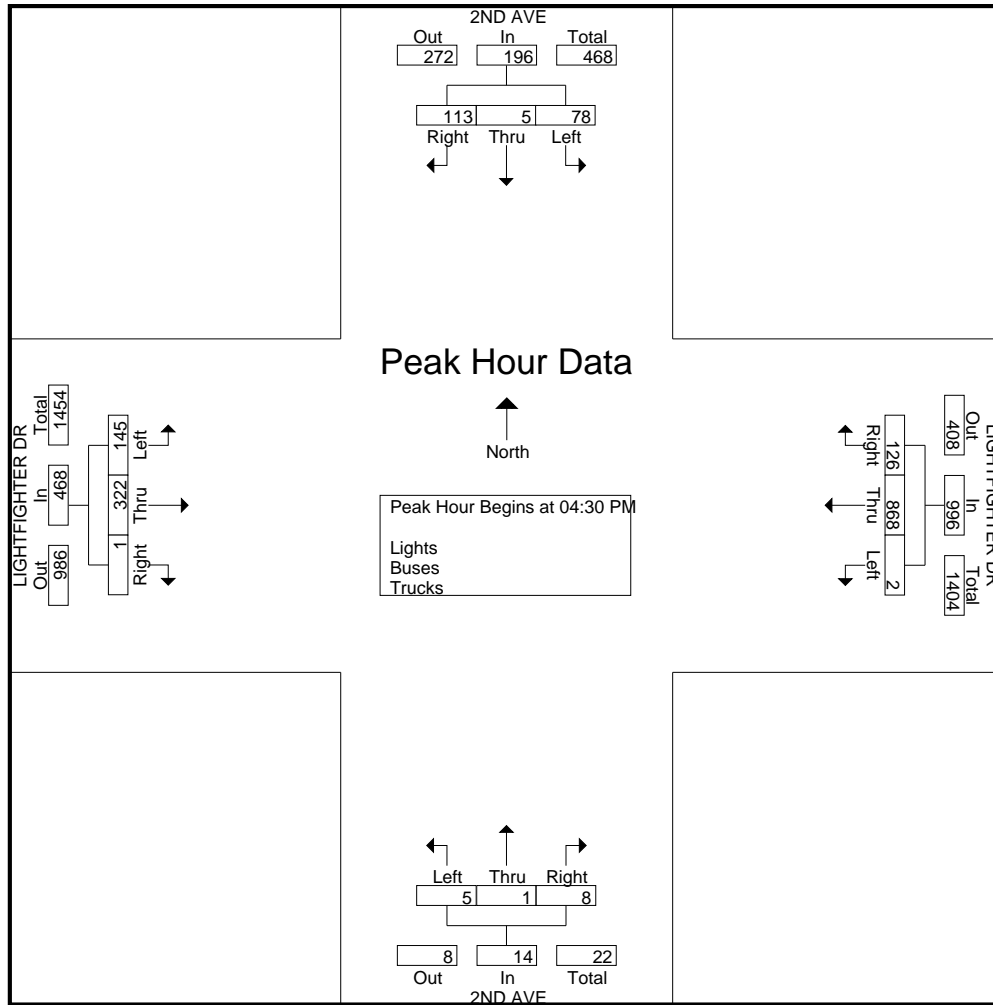 2ND AVE
Out In Total
272 196 468
113 5 78
Right Thru Left
Peak Hour Data
North
Peak Hour Begins at 04:30 PM
Lights
Buses
Trucks
LIGHTFIGHTER DR
Out In Total
986 468 1454
1 322 145
Right Thru Left
LIGHTFIGHTER DR
Out In Total
408 996 1404
126 868 2
Right Thru Left
Left Thru Right
5 1 8
8 14 22
Out In Total
2ND AVE